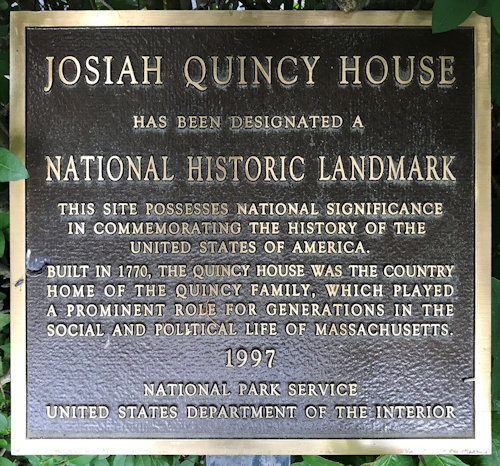 JOSIAH QUINCY HOUSE
HAS BEEN DESIGNATED A
NATIONAL HISTORIC LANDMARK
THIS SITE POSSESSES NATIONAL SIGNIFICANCE
IN COMMEMORATING THE HISTORY OF THE
UNITED STATES OF AMERICA.
BUILT IN 1770, THE QUINCY HOUSE WAS THE COUNTRY
HOME OF THE QUINCY FAMILY, WHICH PLAYED
A PROMINENT ROLE FOR GENERATIONS IN THE
SOCIAL AND POLITICAL LIFE OF MASSACHUSETTS.
1997
NATIONAL PARK SERVICE
UNITED STATES DEPARTMENT OF THE INTERIOR